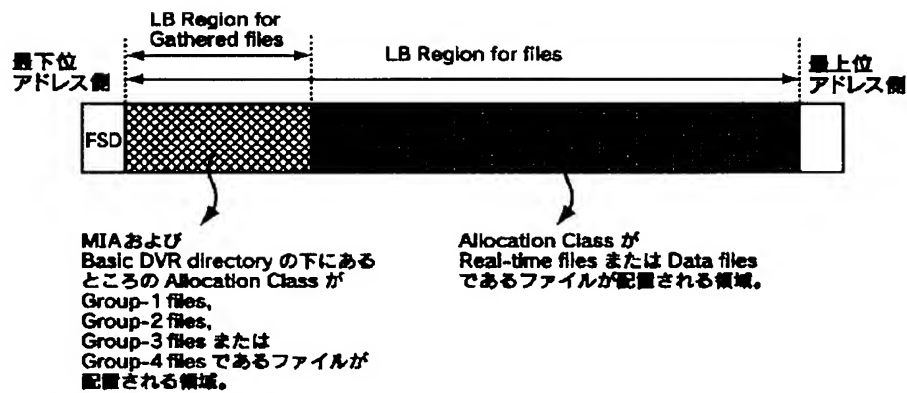 LB Region for
Gathered files
LB Region for files
最下位
アドレス側
最上位
アドレス側
FSD
MIAおよび
Basic DVR directory の下にある
ところの Allocation Class が
Group-1 files,
Group-2 files,
Group-3 files または
Group-4 files であるファイルが
配置される領域。
Allocation Class が
Real-time files または Data files
であるファイルが配置される領域。